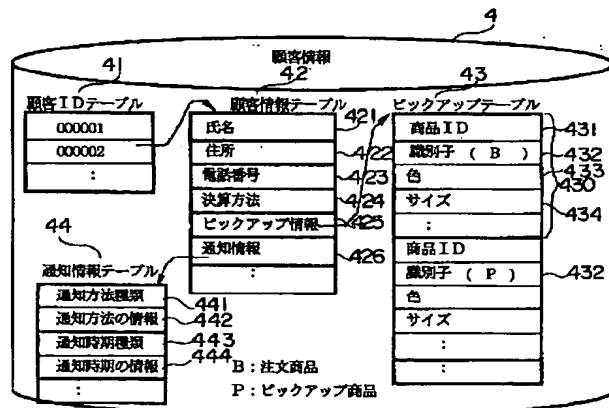 4
顧客情報
41
顧客IDテーブル
000001
000002
:
42
顧客情報テーブル
氏名
421
住所
422
電話番号
423
決算方法
424
ピックアップ情報
425
通知情報
426
:
43
ピックアップテーブル
商品ID
431
識別子 ( B )
432
色
433
サイズ
434
:
430
商品ID
識別子 ( P )
432
色
サイズ
:
:
44
通知情報テーブル
通知方法種類
441
通知方法の情報
442
通知時期種類
443
通知時期の情報
444
:
B:注文商品
P:ピックアップ商品